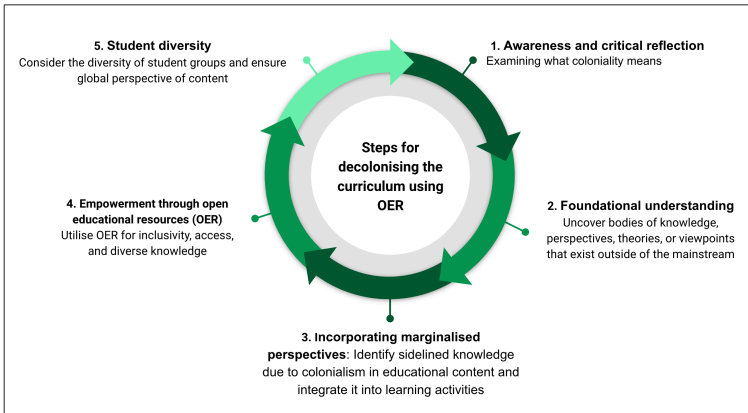 5. Student diversity
Consider the diversity of student groups and ensure
global perspective of content
1. Awareness and critical reflection
Examining what coloniality means
Steps for
decolonising the
curriculum using
OER
4. Empowerment through open
educational resources (OER)
Utilise OER for inclusivity, access,
and diverse knowledge
2. Foundational understanding
Uncover bodies of knowledge,
perspectives, theories, or viewpoints
that exist outside of the mainstream
3. Incorporating marginalised
perspectives: Identify sidelined knowledge
due to colonialism in educational content and
integrate it into learning activities